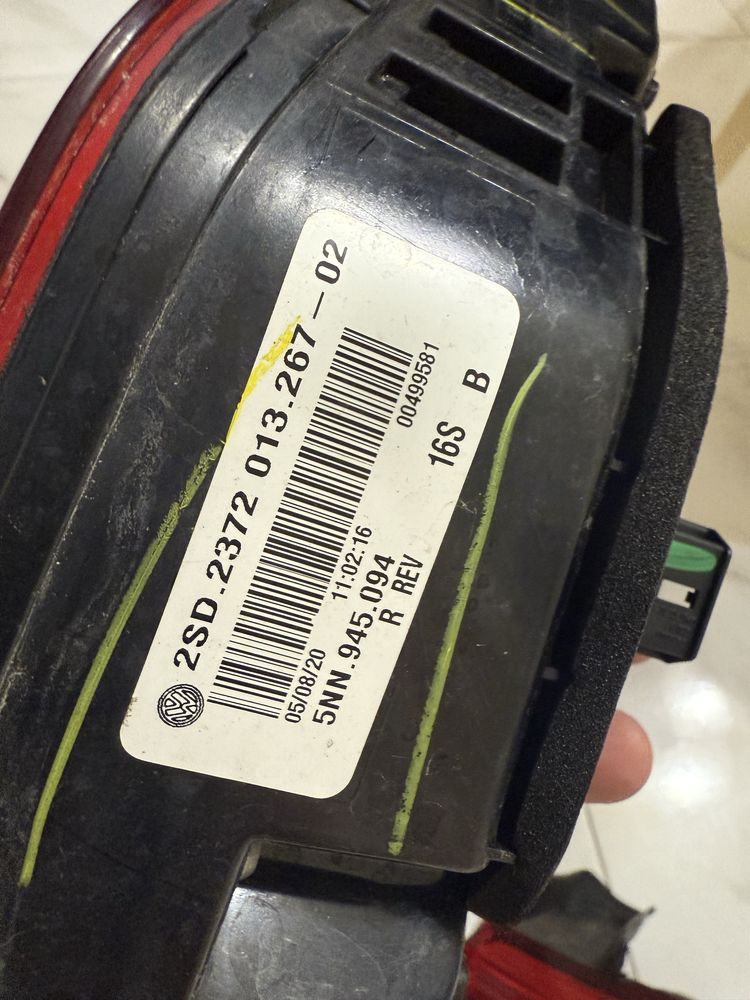 2SD.2372 013.267-02
00499581
05/08/20 11:02:16
5NN.945.094
R REV
16S B